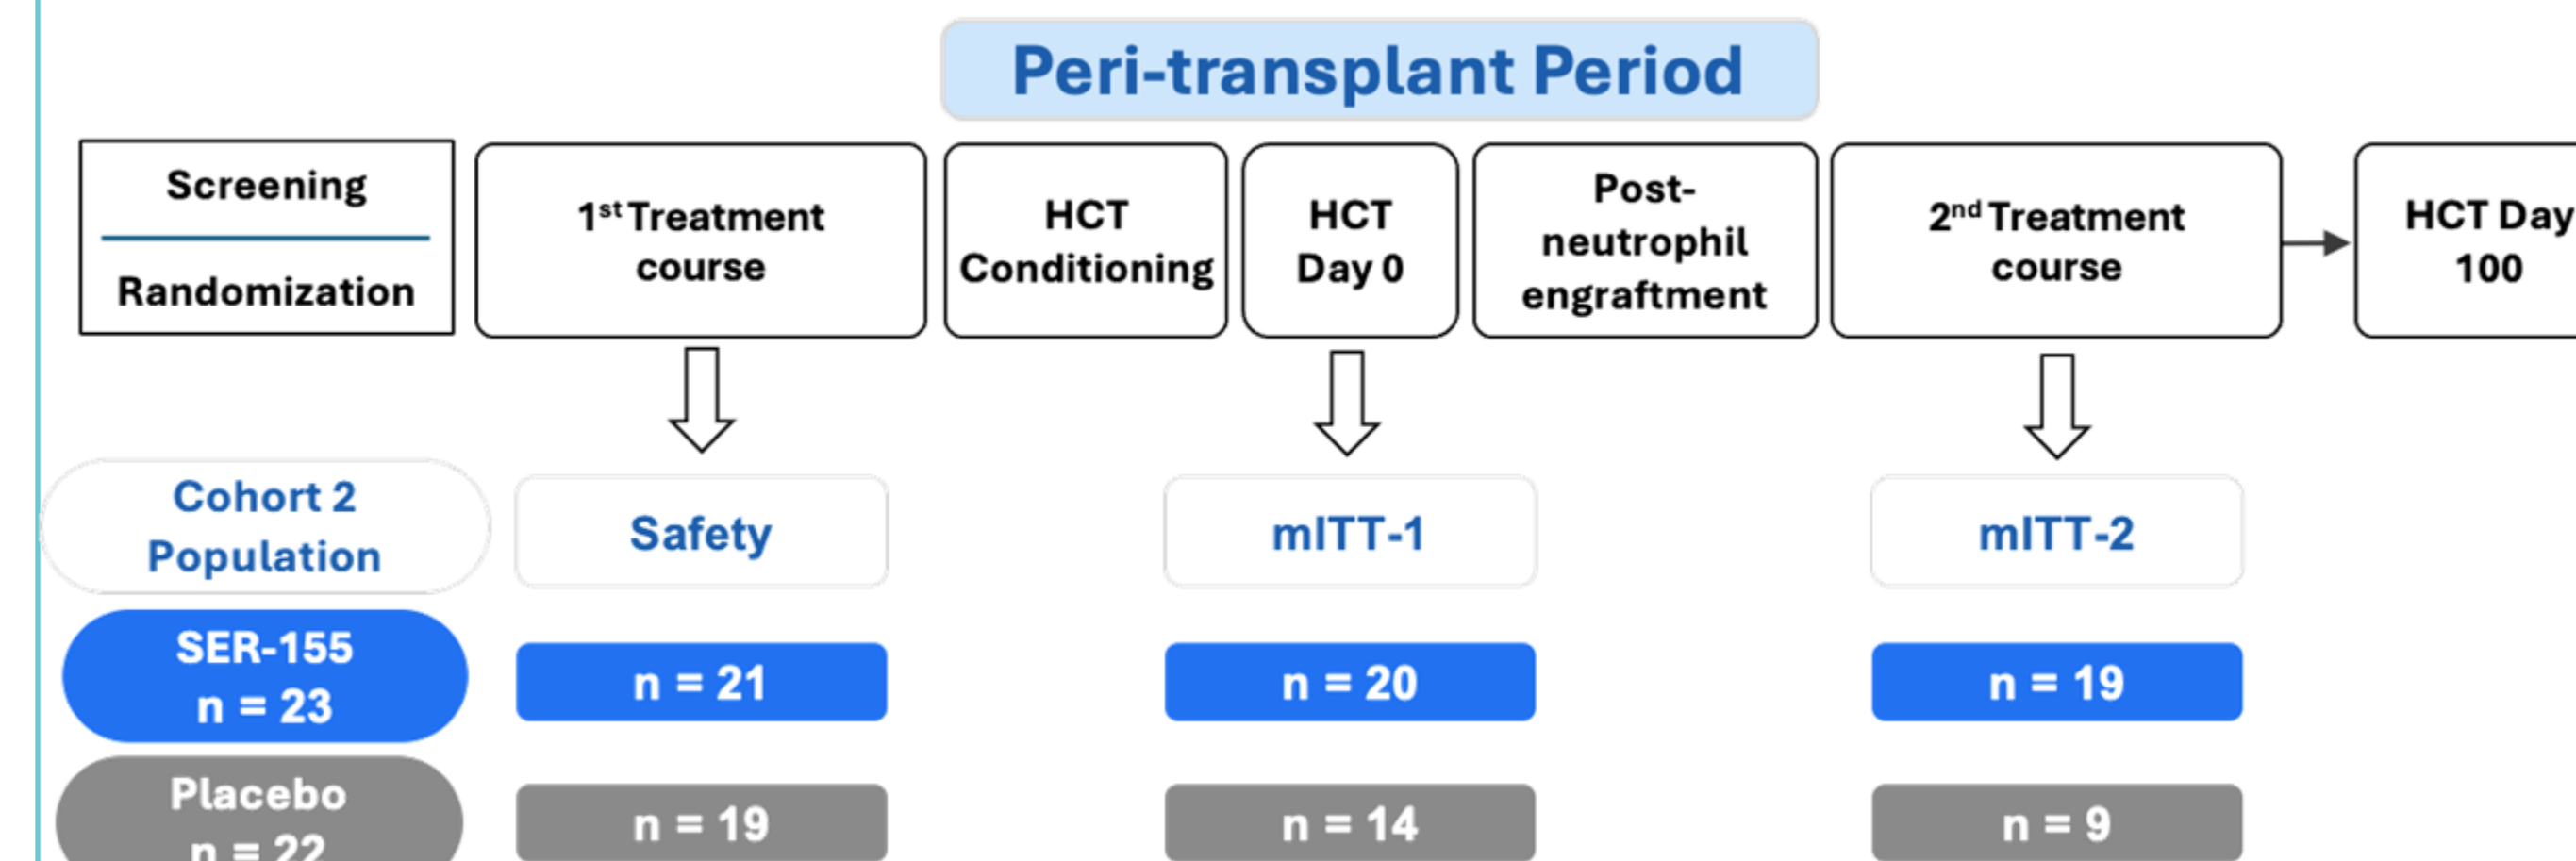 Peri-transplant Period
Screening
Randomization
1st Treatment
course
HCT
Conditioning
HCT
Day 0
Post-
neutrophil
engraftment
2nd Treatment
course
HCT Day
100
Cohort 2
Population
Safety
mITT-1
mITT-2
SER-155
n = 23
n = 21
n = 20
n = 19
Placebo
n = 22
n = 19
n = 14
n = 9